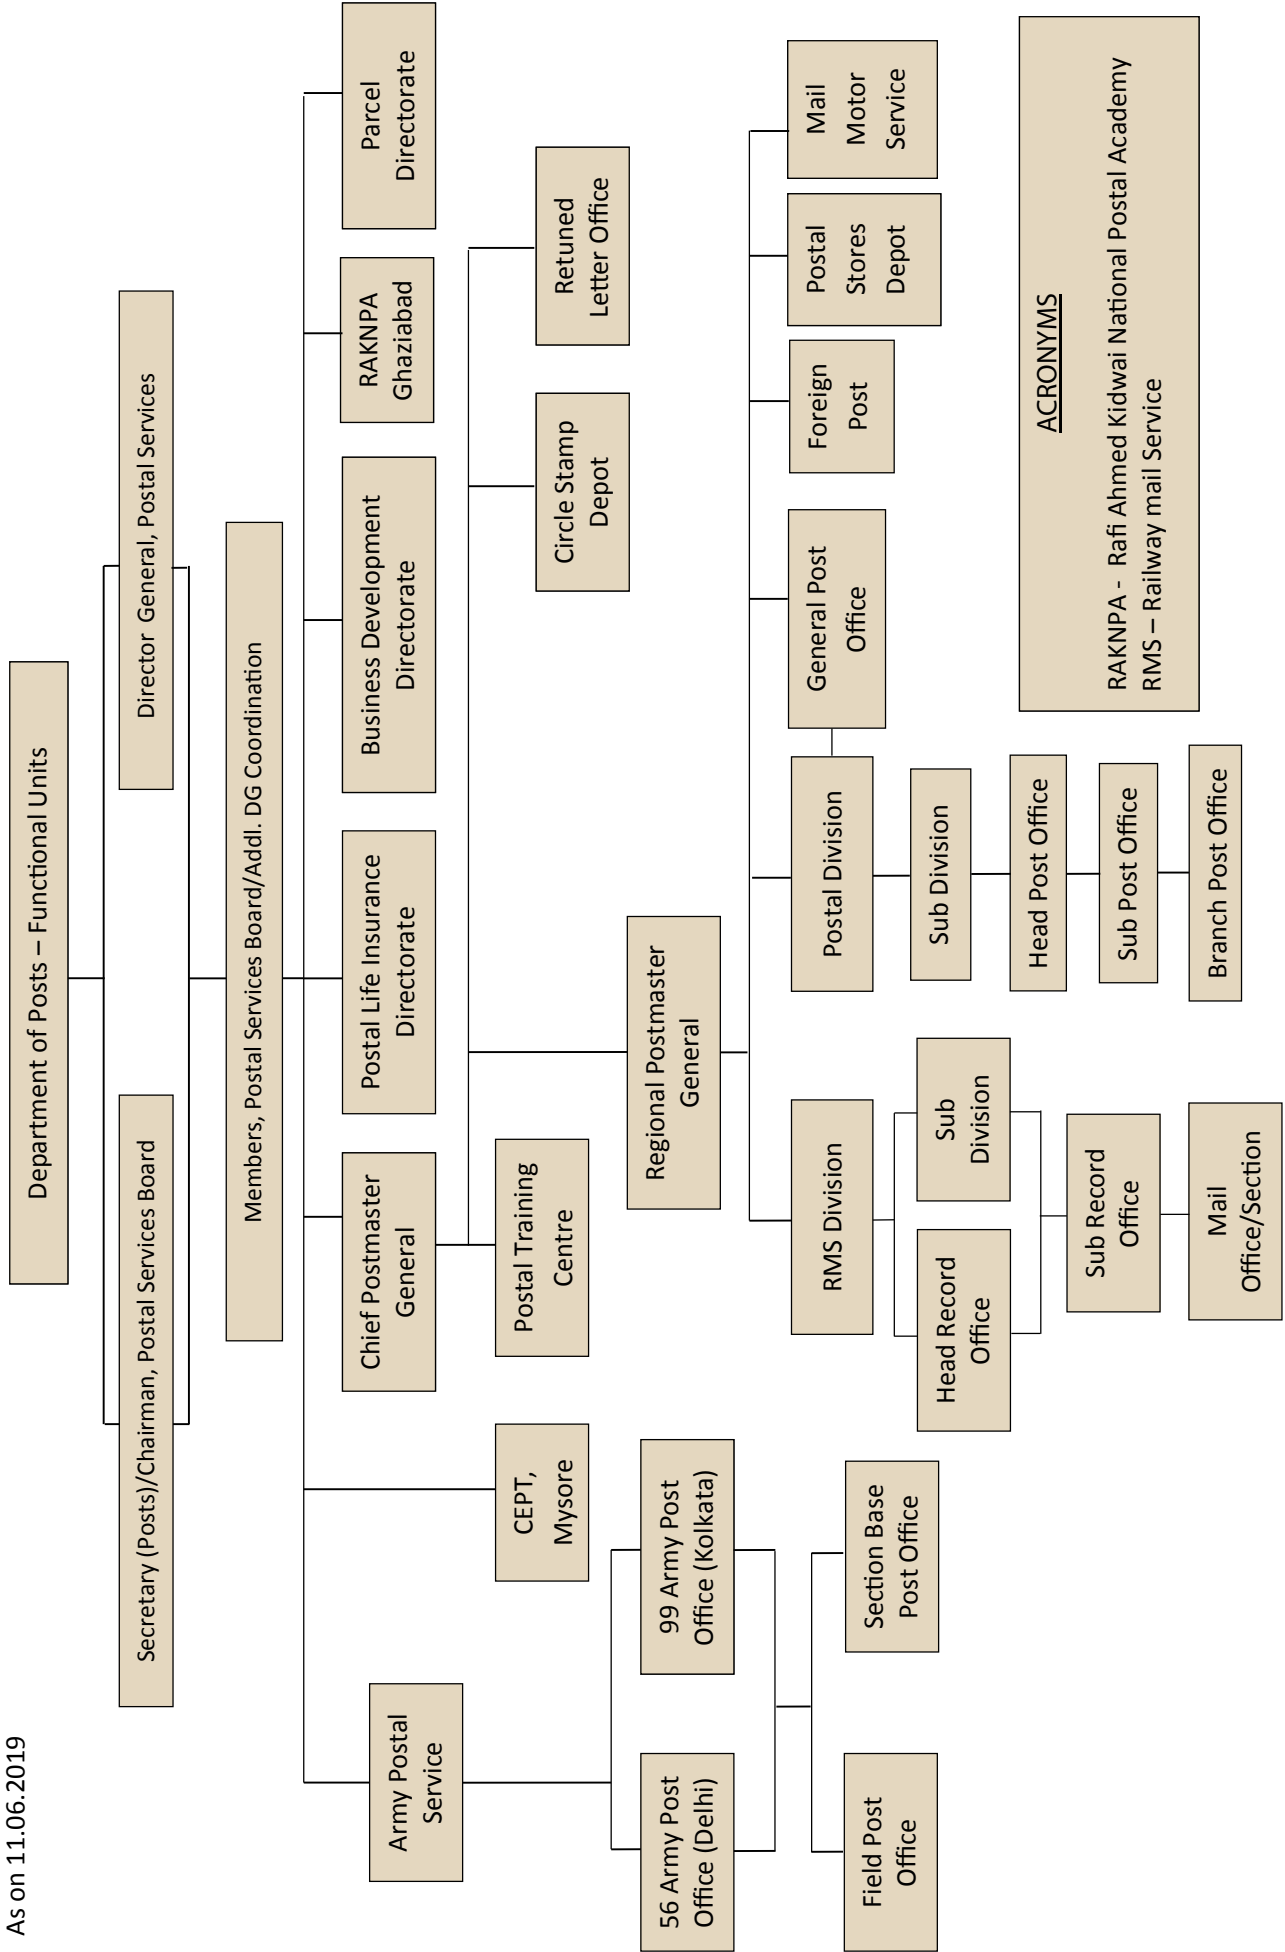 As on 11.06.2019
Department of Posts – Functional Units
Secretary (Posts)/Chairman, Postal Services Board
Director General, Postal Services
Members, Postal Services Board/Addl. DG Coordination
Army Postal
Service
CEPT,
Mysore
Chief Postmaster
General
Postal Life Insurance
Directorate
Business Development
Directorate
RAKNPA
Ghaziabad
Parcel
Directorate
Postal Training
Centre
Circle Stamp
Depot
Retuned
Letter Office
56 Army Post
Office (Delhi)
99 Army Post
Office (Kolkata)
Regional Postmaster
General
Field Post
Office
Section Base
Post Office
RMS Division
Postal Division
General Post
Office
Foreign
Post
Postal
Stores
Depot
Mail
Motor
Service
Head Record
Office
Sub
Division
Sub Division
Head Post Office
Sub Record
Office
Sub Post Office
Mail
Office/Section
Branch Post Office
ACRONYMS
RAKNPA - Rafi Ahmed Kidwai National Postal Academy
RMS – Railway mail Service